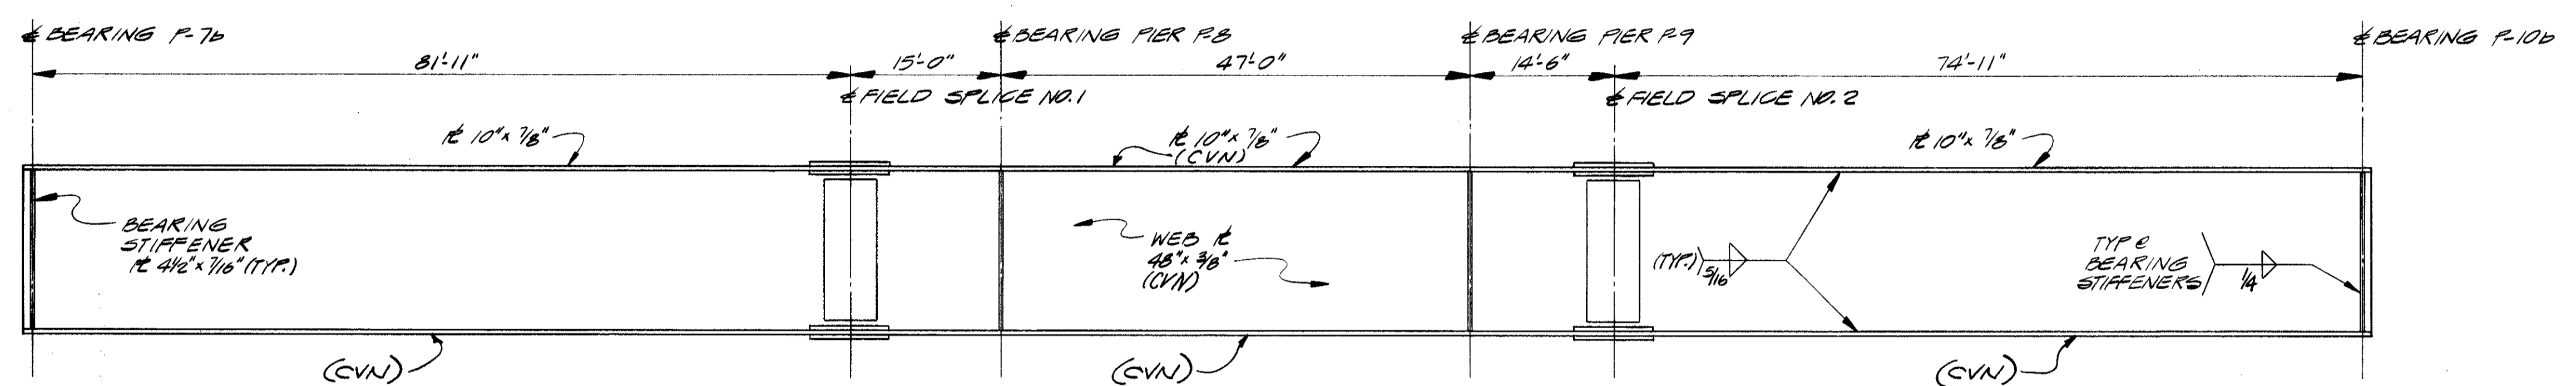 ℄ BEARING P-7b
℄ BEARING PIER P-8
℄ BEARING PIER P-9
℄ BEARING P-10b
81'-11"
15'-0"
47'-0"
14'-6"
74'-11"
℄ FIELD SPLICE NO.1
℄ FIELD SPLICE NO.2
⅊ 10" x 7/8"
⅊ 10" x 7/8"
(CVN)
⅊ 10" x 7/8"
BEARING
STIFFENER
⅊ 4 1/2" x 7/16" (TYP.)
WEB ⅊
48" x 3/8"
(CVN)
(TYP.) 5/16
TYP @
BEARING
STIFFENERS
1/4
(CVN)
(CVN)
(CVN)